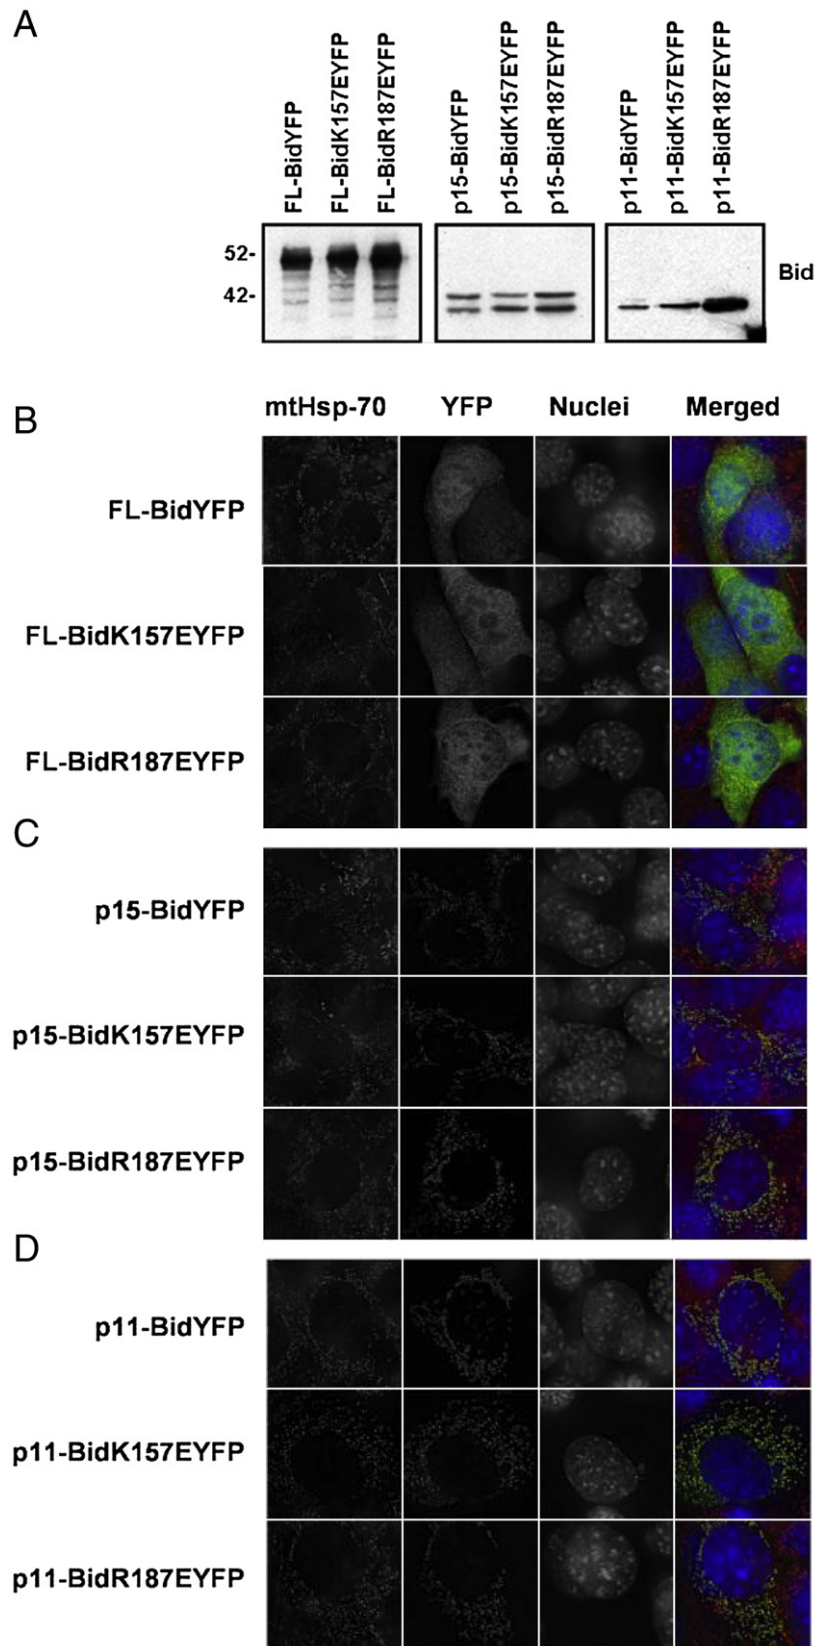 A
FL-BidYFP
FL-BidK157EYFP
FL-BidR187EYFP
p15-BidYFP
p15-BidK157EYFP
p15-BidR187EYFP
p11-BidYFP
p11-BidK157EYFP
p11-BidR187EYFP
52-
42-
Bid
B
mtHsp-70 YFP Nuclei Merged
FL-BidYFP
FL-BidK157EYFP
FL-BidR187EYFP
C
p15-BidYFP
p15-BidK157EYFP
p15-BidR187EYFP
D
p11-BidYFP
p11-BidK157EYFP
p11-BidR187EYFP